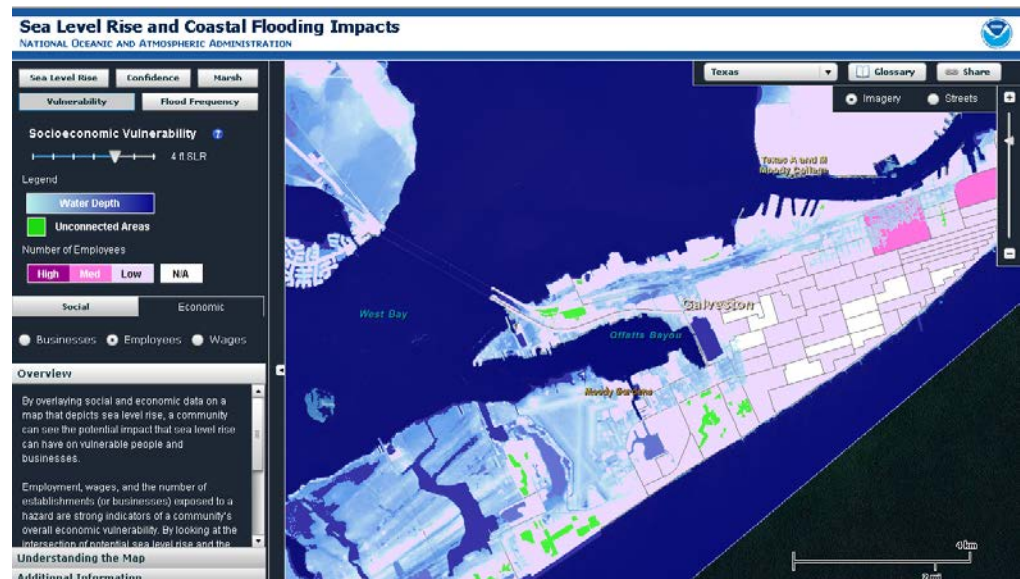 Sea Level Rise and Coastal Flooding Impacts
NATIONAL OCEANIC AND ATMOSPHERIC ADMINISTRATION
Sea Level Rise
Confidence
Marsh
Vulnerability
Flood Frequency
Socioeconomic Vulnerability ?
4 ft SLR
Legend
Water Depth
Unconnected Areas
Number of Employees
High
Med
Low
N/A
Social
Economic
Businesses
Employees
Wages
Overview
By overlaying social and economic data on a
map that depicts sea level rise, a community
can see the potential impact that sea level rise
can have on vulnerable people and
businesses.
Employment, wages, and the number of
establishments (or businesses) exposed to a
hazard are strong indicators of a community's
overall economic vulnerability. By looking at the
intersection of potential sea level rise and the
Understanding the Map
Additional Information
Texas
Glossary
Share
Imagery
Streets
Texas A and M
Moody College
Galveston
West Bay
Offatts Bayou
Moody Gardens
4 km
2 mi